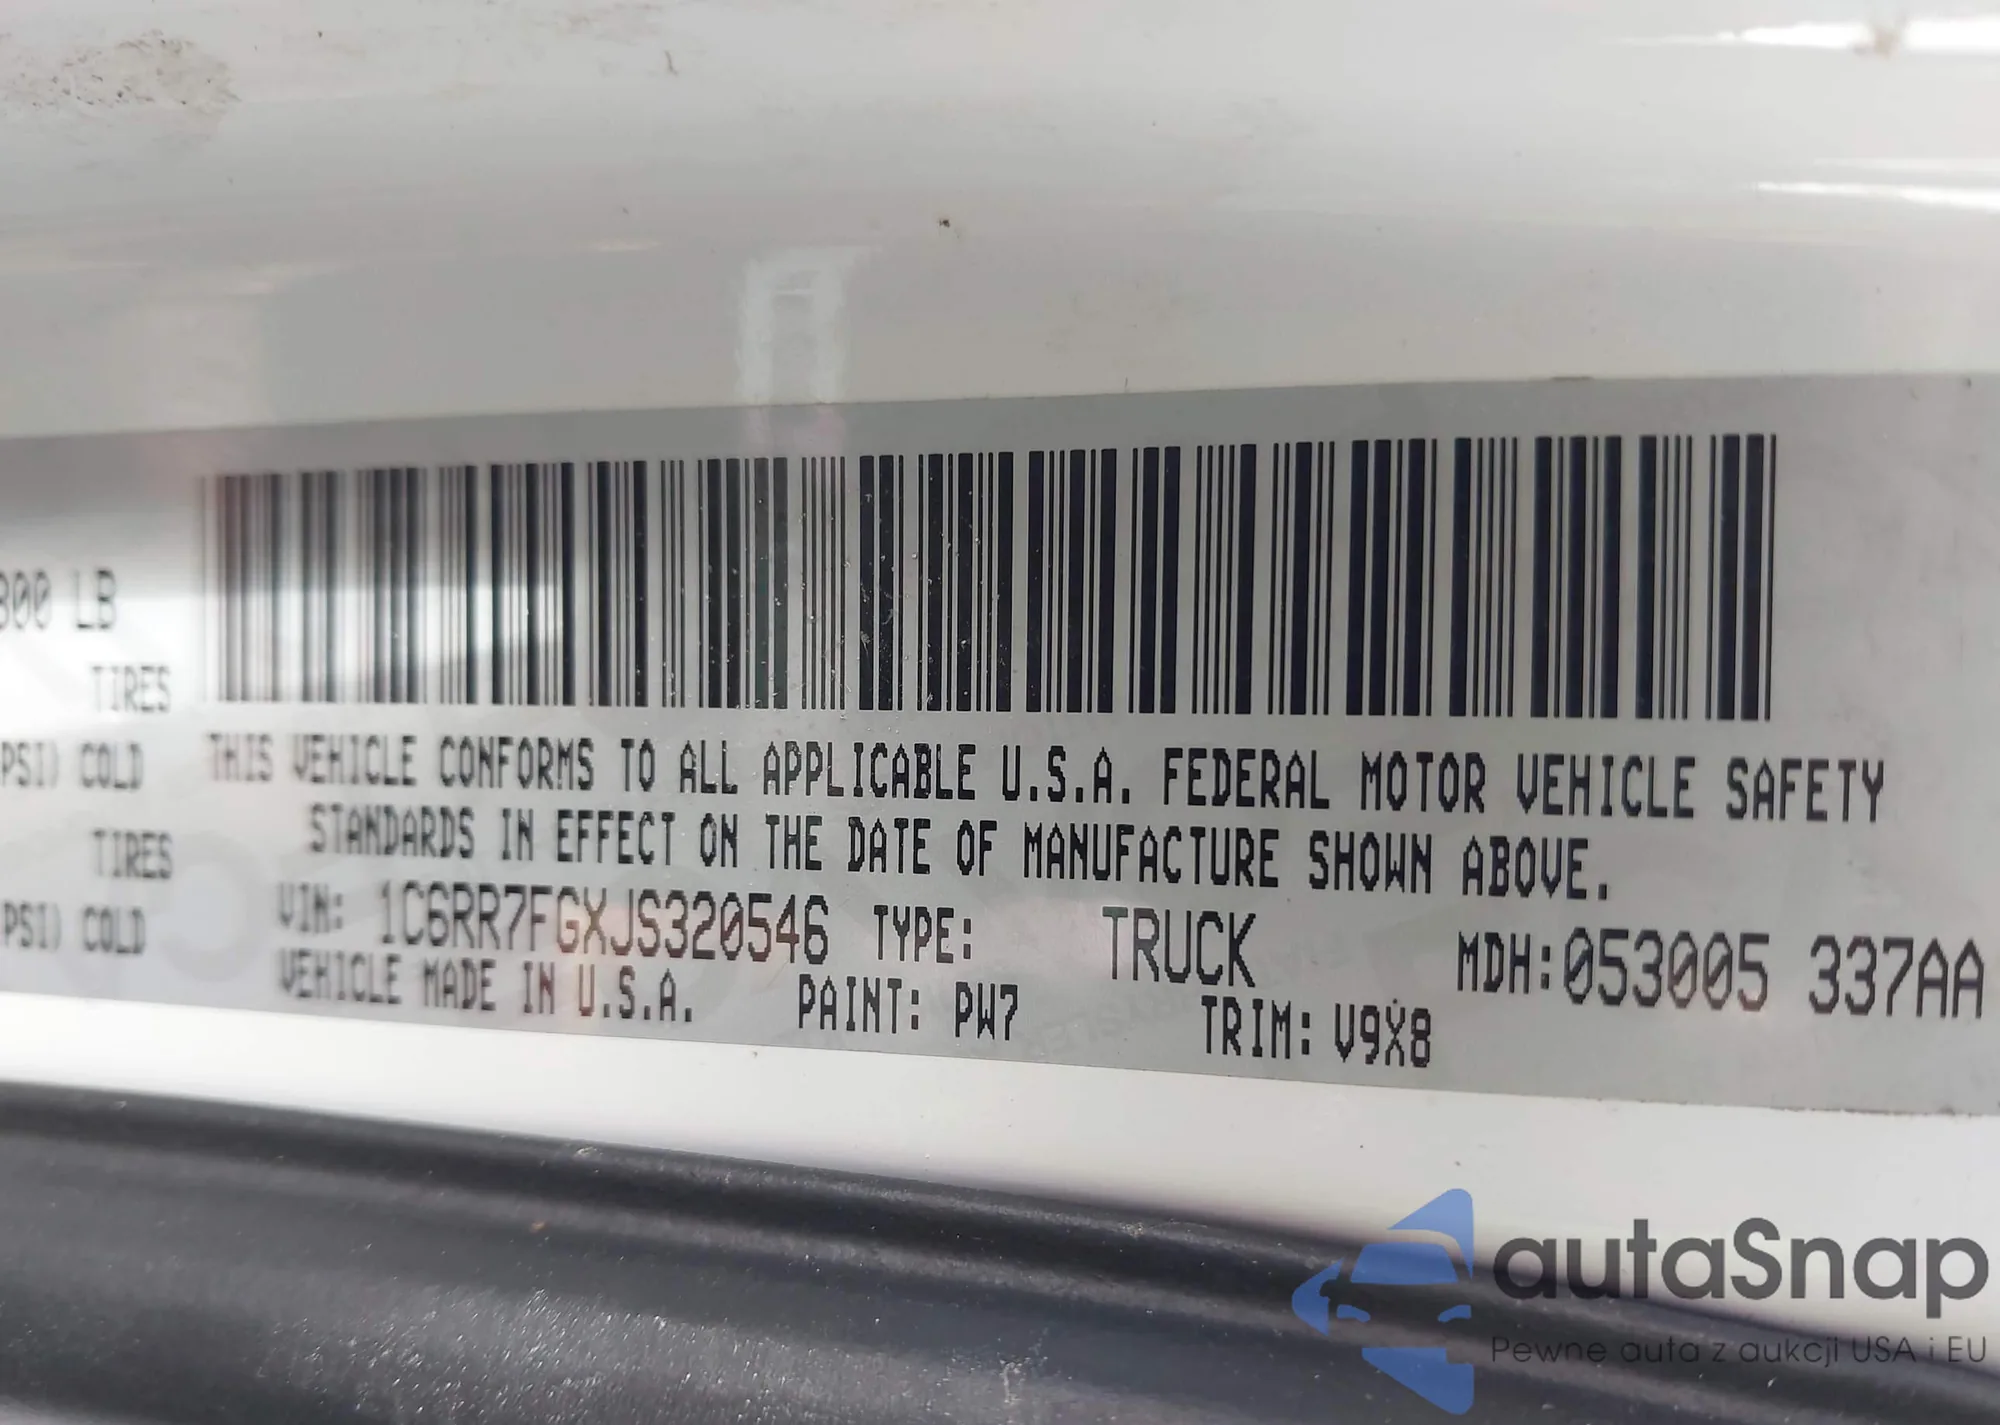 300 LB
TIRES
PSI) COLD
TIRES
PSI) COLD
THIS VEHICLE CONFORMS TO ALL APPLICABLE U.S.A. FEDERAL MOTOR VEHICLE SAFETY
STANDARDS IN EFFECT ON THE DATE OF MANUFACTURE SHOWN ABOVE.
VIN: 1C6RR7FGXJS320546 TYPE: TRUCK MDH:053005 337AA
VEHICLE MADE IN U.S.A. PAINT: PW7 TRIM: V9X8
autaSnap
Pewne auta z aukcji USA i EU